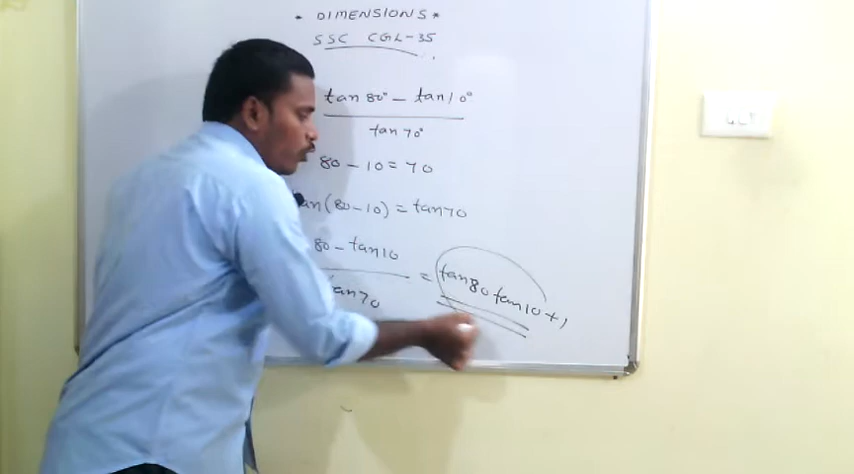 * DIMENSIONS *
SSC CGL-35
tan 80° - tan 10°
tan 70°
80 - 10 = 70
an(80-10) = tan70
80 - tan10 = tan80 tan10 + 1
tan70